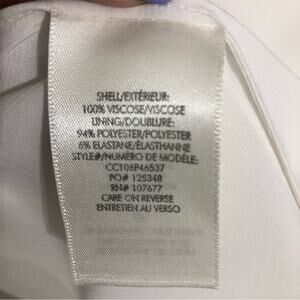 SHELL/EXTÉRIEUR:
100% VISCOSE/VISCOSE
LINING/DOUBLURE:
94% POLYESTER/POLYESTER
6% ELASTANE/ÉLASTHANNE
STYLE#/NUMÉRO DE MODÈLE:
CC106P46537
PO# 125348
RN# 107677
CARE ON REVERSE
ENTRETIEN AU VERSO